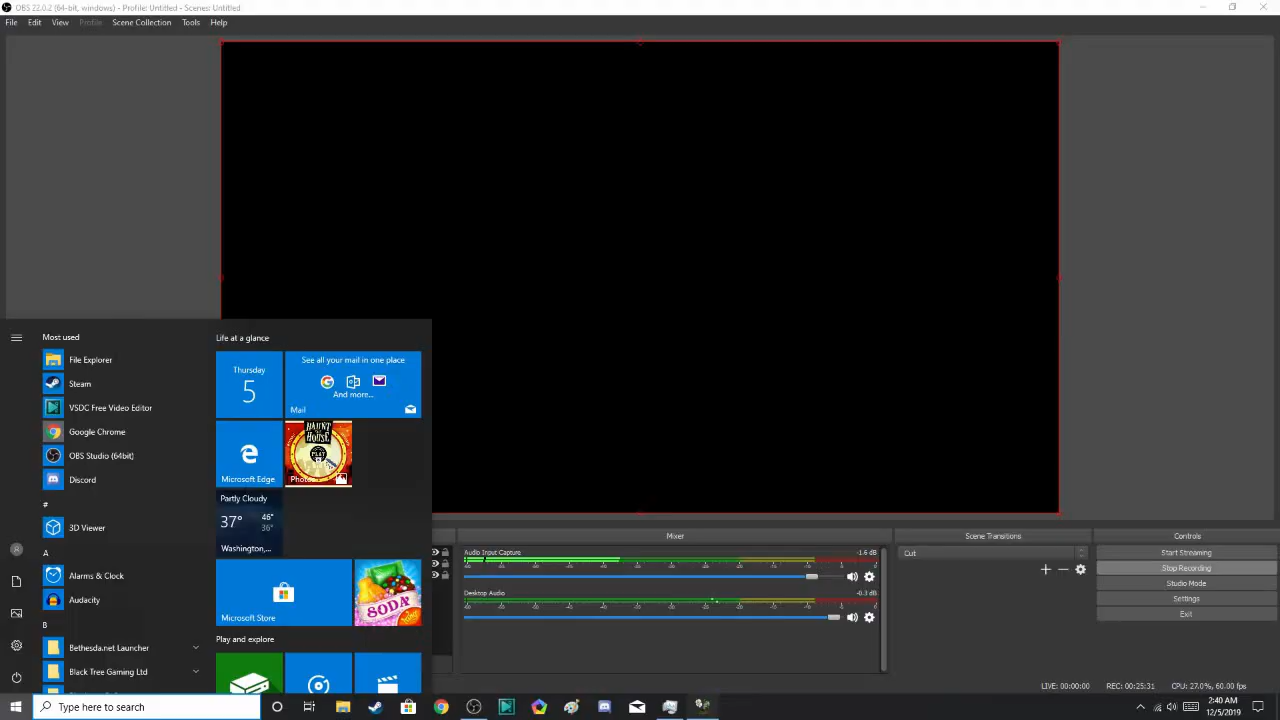 OBS 22.0.2 (64-bit, windows) - Profile: Untitled - Scenes: Untitled
File Edit View Profile Scene Collection Tools Help
Most used
File Explorer
Steam
VSDC Free Video Editor
Google Chrome
OBS Studio (64bit)
Discord
#
3D Viewer
A
Alarms & Clock
Audacity
B
Bethesda.net Launcher
Black Tree Gaming Ltd
Life at a glance
Thursday
5
See all your mail in one place
And more...
Mail
Microsoft Edge
HAUNT
THE
HOUSE
PLAY
Partly Cloudy
37° 46°
36°
Washington,...
Microsoft Store
SODA
Play and explore
Mixer
Audio Input Capture -1.6 dB
Desktop Audio -0.3 dB
Scene Transitions
Cut
Controls
Start Streaming
Stop Recording
Studio Mode
Settings
Exit
LIVE: 00:00:00 REC: 00:25:31 CPU: 27.0%, 60.00 fps
Type here to search
2:40 AM
12/5/2019